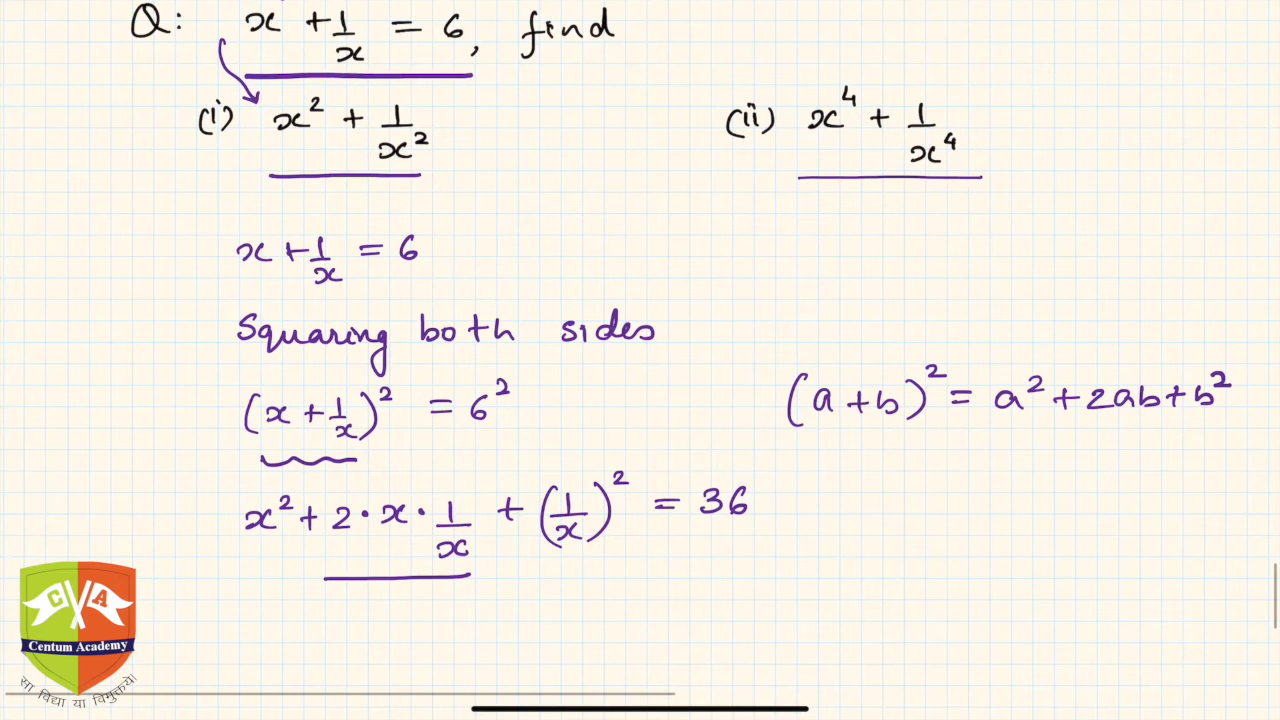 Q: x + 1/x = 6, find
(i) x² + 1/x²
(ii) x⁴ + 1/x⁴
x + 1/x = 6
Squaring both sides
(x + 1/x)² = 6²
(a + b)² = a² + 2ab + b²
x² + 2 · x · 1/x + (1/x)² = 36
C A
Centum Academy
सा विद्या या विमुक्तये